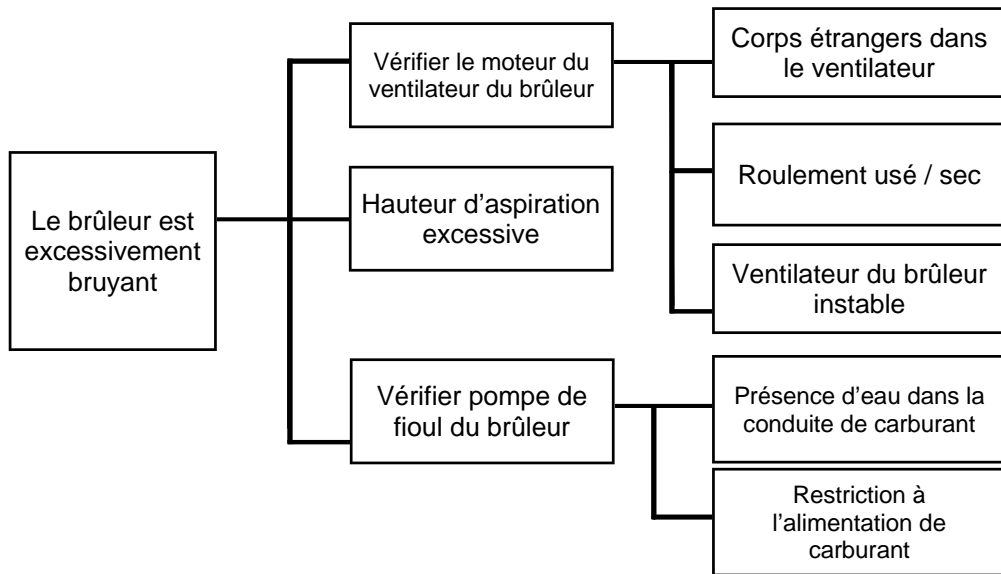 Le brûleur est
excessivement
bruyant
Vérifier le moteur du
ventilateur du brûleur
Corps étrangers dans
le ventilateur
Roulement usé / sec
Ventilateur du brûleur
instable
Hauteur d’aspiration
excessive
Vérifier pompe de
fioul du brûleur
Présence d’eau dans la
conduite de carburant
Restriction à
l’alimentation de
carburant